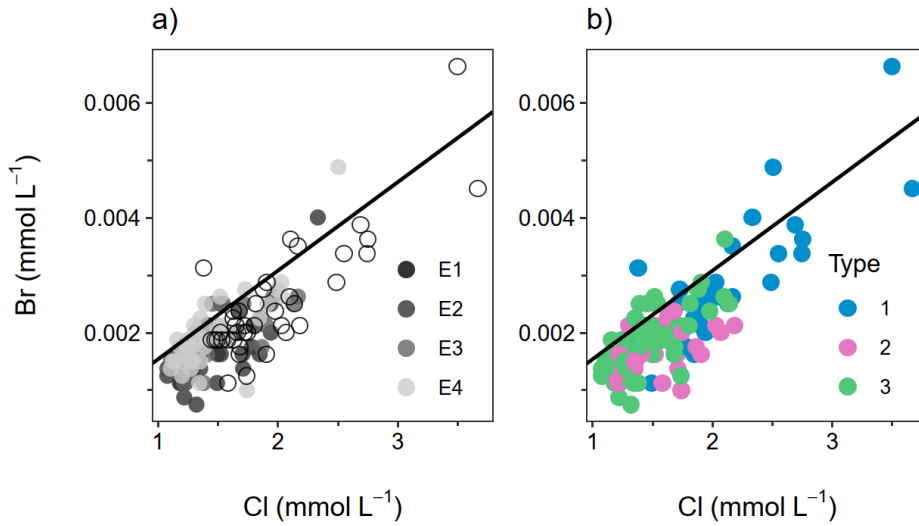 a)
Br (mmol L⁻¹)
0.006
0.004
0.002
1
2
3
E1
E2
E3
E4
Cl (mmol L⁻¹)
b)
0.006
0.004
0.002
1
2
3
Type
1
2
3
Cl (mmol L⁻¹)